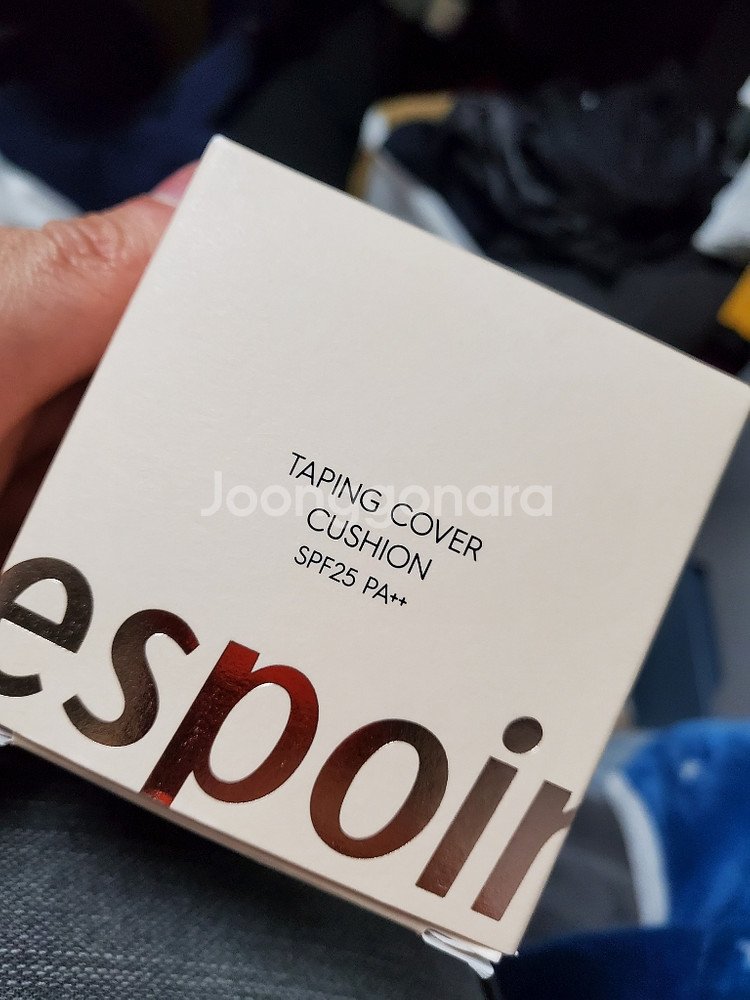 TAPING COVER
CUSHION
SPF25 PA++
espoir
Joonggonara